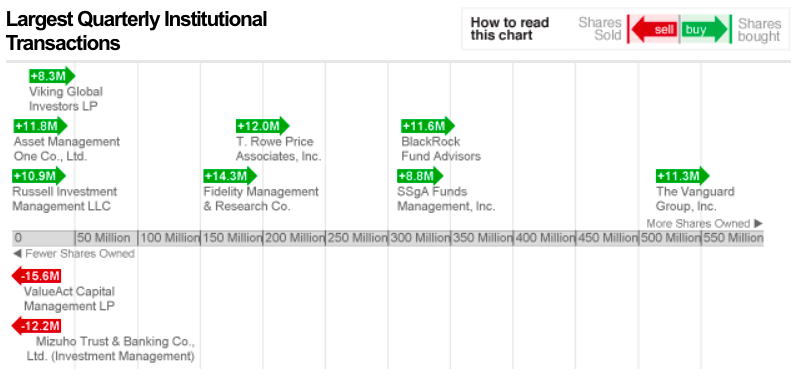 Largest Quarterly Institutional
Transactions
How to read
this chart
Shares
Sold
sell
buy
Shares
bought
+8.3M
Viking Global
Investors LP
+11.8M
Asset Management
One Co., Ltd.
+12.0M
T. Rowe Price
Associates, Inc.
+11.6M
BlackRock
Fund Advisors
+10.9M
Russell Investment
Management LLC
+14.3M
Fidelity Management
& Research Co.
+8.8M
SSgA Funds
Management, Inc.
+11.3M
The Vanguard
Group, Inc.
More Shares Owned ▶
0 50 Million 100 Million 150 Million 200 Million 250 Million 300 Million 350 Million 400 Million 450 Million 500 Million 550 Million
◀ Fewer Shares Owned
-15.6M
ValueAct Capital
Management LP
-12.2M
Mizuho Trust & Banking Co.,
Ltd. (Investment Management)